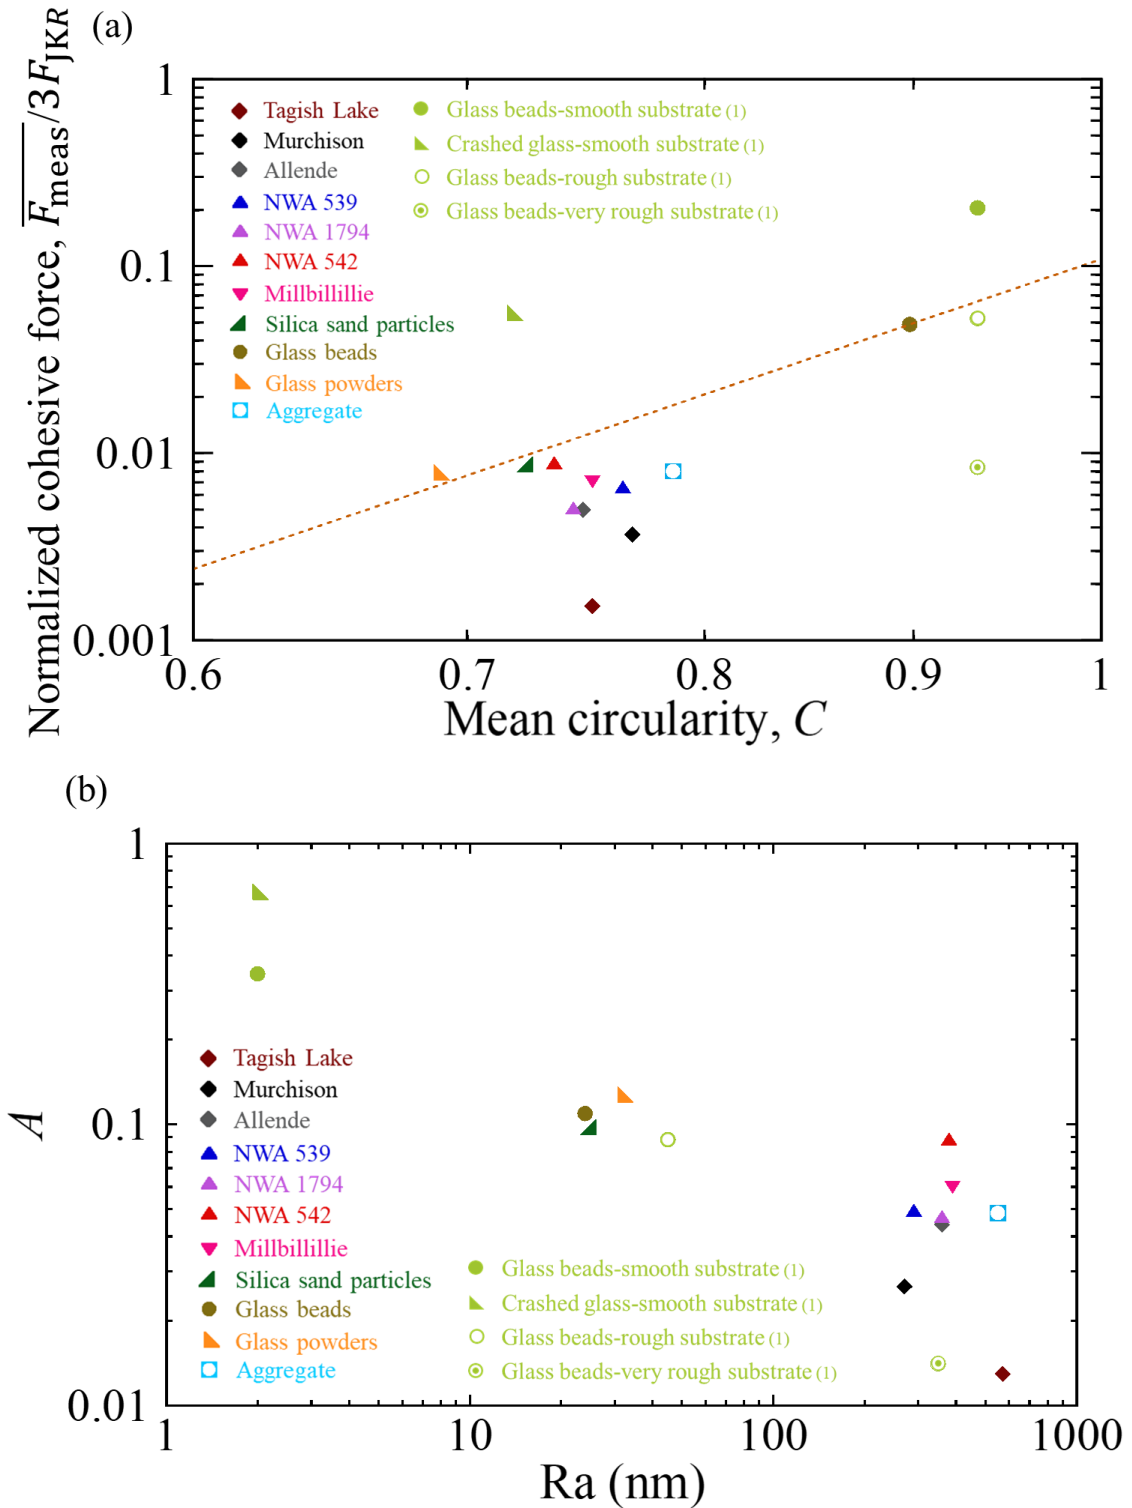 (a)
Normalized cohesive force, F̅meas/3FJKR
1
0.1
0.01
0.001
Tagish Lake
Murchison
Allende
NWA 539
NWA 1794
NWA 542
Millbillillie
Silica sand particles
Glass beads
Glass powders
Aggregate
Glass beads-smooth substrate (1)
Crashed glass-smooth substrate (1)
Glass beads-rough substrate (1)
Glass beads-very rough substrate (1)
0.6 0.7 0.8 0.9 1
Mean circularity, C
(b)
A
1
0.1
0.01
Tagish Lake
Murchison
Allende
NWA 539
NWA 1794
NWA 542
Millbillillie
Silica sand particles
Glass beads
Glass powders
Aggregate
Glass beads-smooth substrate (1)
Crashed glass-smooth substrate (1)
Glass beads-rough substrate (1)
Glass beads-very rough substrate (1)
1 10 100 1000
Ra (nm)